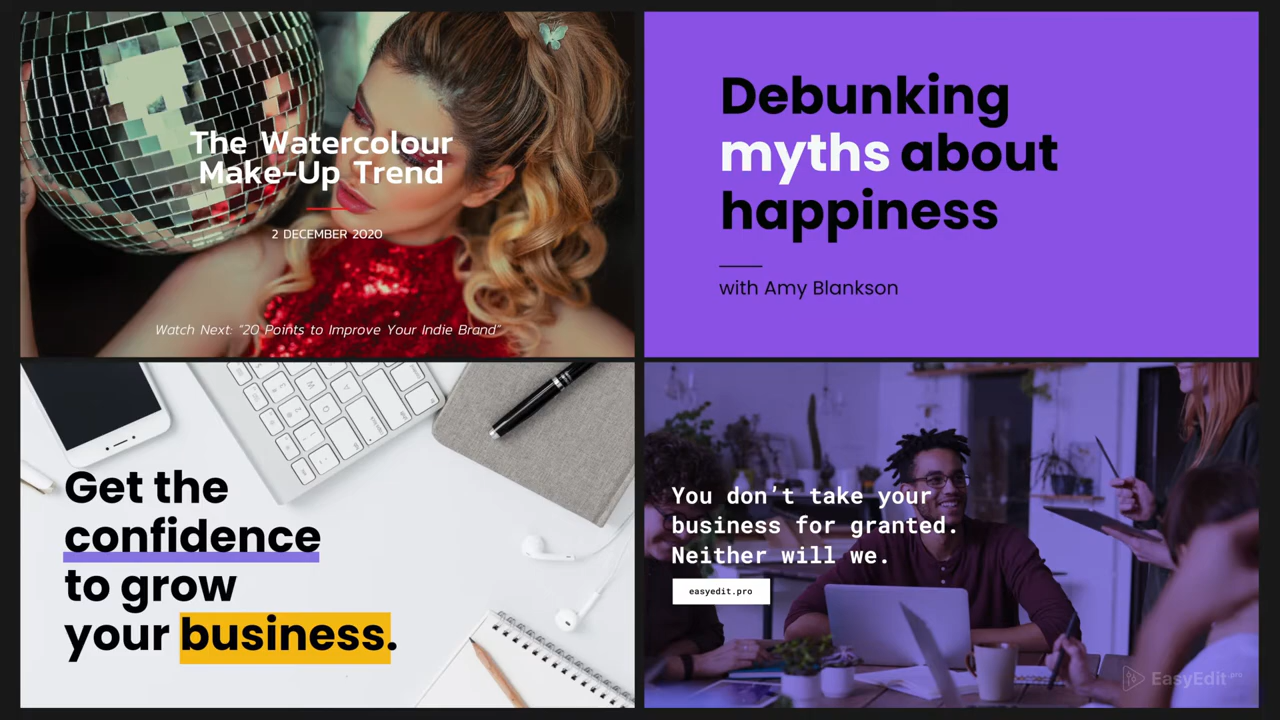 The Watercolour
Make-Up Trend
2 DECEMBER 2020
Watch Next: “20 Points to Improve Your Indie Brand”
Debunking
myths about
happiness
with Amy Blankson
Get the
confidence
to grow
your business.
You don’t take your
business for granted.
Neither will we.
easyedit.pro
EasyEdit.pro